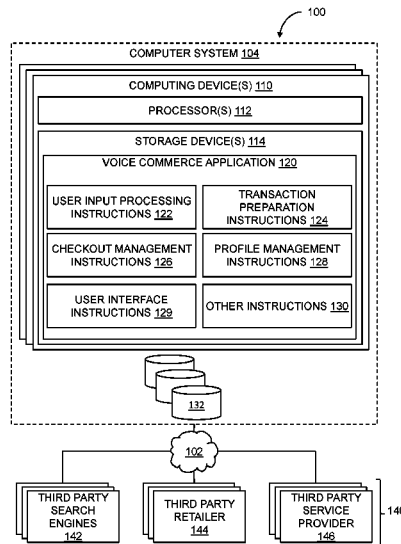 100
COMPUTER SYSTEM 104
COMPUTING DEVICE(S) 110
PROCESSOR(S) 112
STORAGE DEVICE(S) 114
VOICE COMMERCE APPLICATION 120
USER INPUT PROCESSING
INSTRUCTIONS 122
TRANSACTION
PREPARATION
INSTRUCTIONS 124
CHECKOUT MANAGEMENT
INSTRUCTIONS 126
PROFILE MANAGEMENT
INSTRUCTIONS 128
USER INTERFACE
INSTRUCTIONS 129
OTHER INSTRUCTIONS 130
132
102
THIRD PARTY
SEARCH
ENGINES
142
THIRD PARTY
RETAILER
144
THIRD PARTY
SERVICE
PROVIDER
146
140